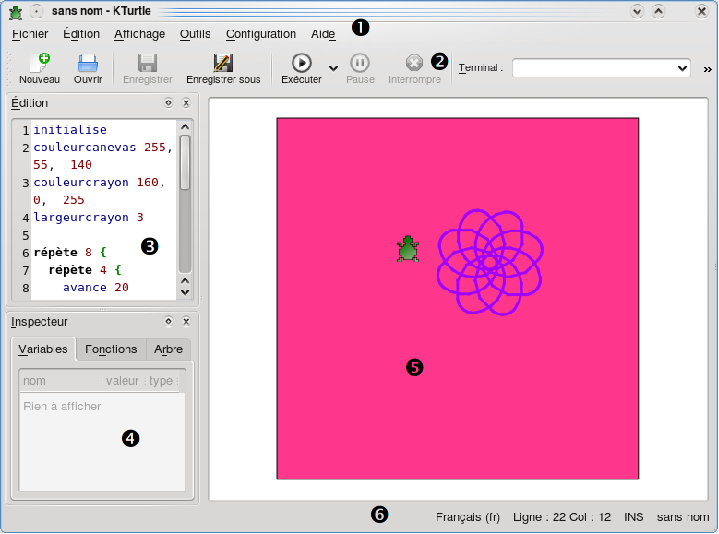 sans nom - KTurtle
Fichier Édition Affichage Outils Configuration Aide ❶
Nouveau Ouvrir Enregistrer Enregistrer sous Exécuter Pause Interrompre ❷ Terminal : »
Édition
1 initialise
2 couleurcanevas 255,
55, 140
3 couleurcrayon 160,
0, 255
4 largeurcrayon 3
5
6 répète 8 {
❸
7 répète 4 {
8 avance 20
Inspecteur
Variables Fonctions Arbre
nom valeur type
Rien à afficher
❹
❺
❻ Français (fr) Ligne : 22 Col : 12 INS sans nom